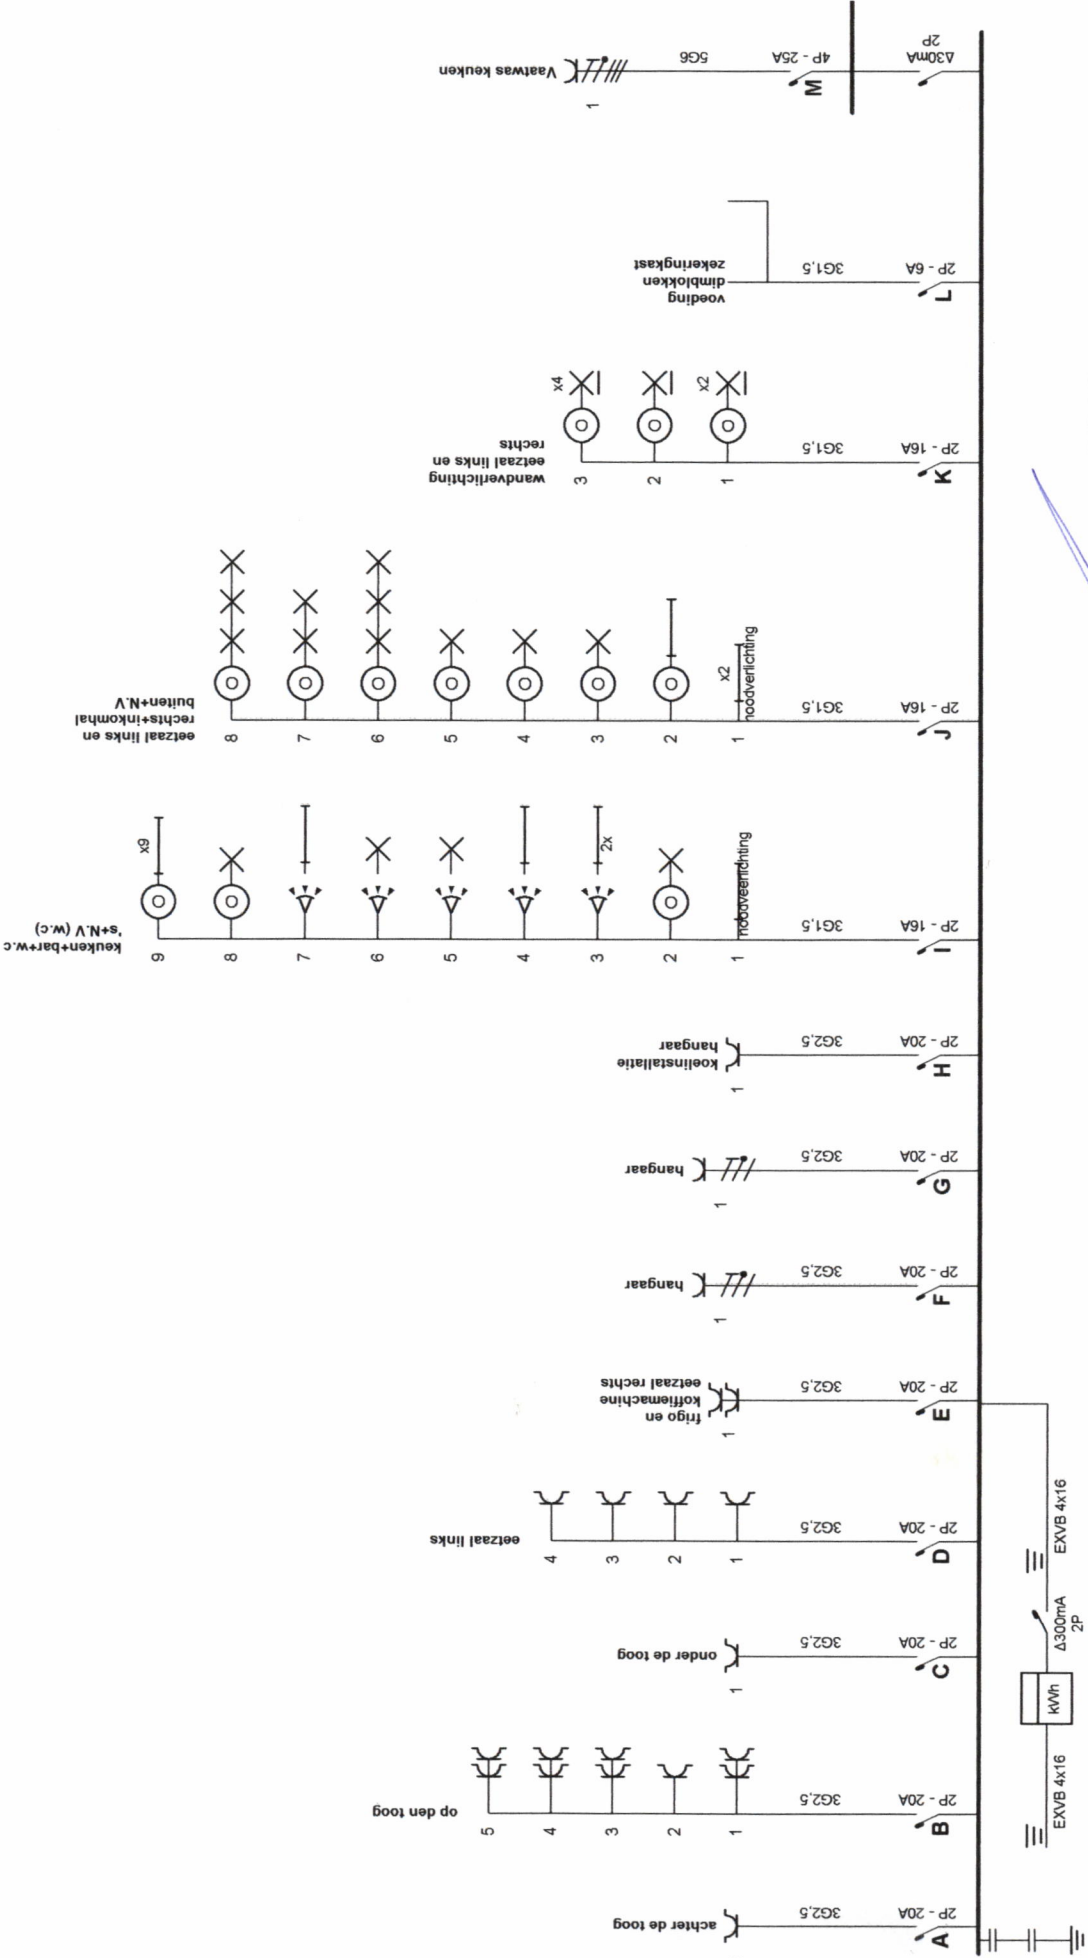 achter de toog
1
3G2,5
2P - 20A
A
op den toog
5
4
3
2
1
3G2,5
2P - 20A
B
onder de toog
1
3G2,5
2P - 20A
C
eetzaal links
4
3
2
1
3G2,5
2P - 20A
D
frigo en
koffiemachine
eetzaal rechts
1
3G2,5
2P - 20A
E
hangaar
1
3G2,5
2P - 20A
F
hangaar
1
3G2,5
2P - 20A
G
koelinstallatie
hangaar
1
3G2,5
2P - 20A
H
keuken+bar+w.c
's+N.V (w.c)
x9
9
8
7
6
5
4
2x
3
2
noodveerlichting
1
3G1,5
2P - 16A
I
eetzaal links en
rechts+inkomhal
buiten+N.V
8
7
6
5
4
3
2
x2
noodverlichting
1
3G1,5
2P - 16A
J
wandverlichting
eetzaal links en
rechts
x4
3
2
x2
1
3G1,5
2P - 16A
K
voeding
dimblokken
zekeringkast
3G1,5
2P - 6A
L
Vaatwas keuken
1
5G6
4P - 25A
M
Δ30mA
2P
EXVB 4x16
kWh
Δ300mA
2P
EXVB 4x16